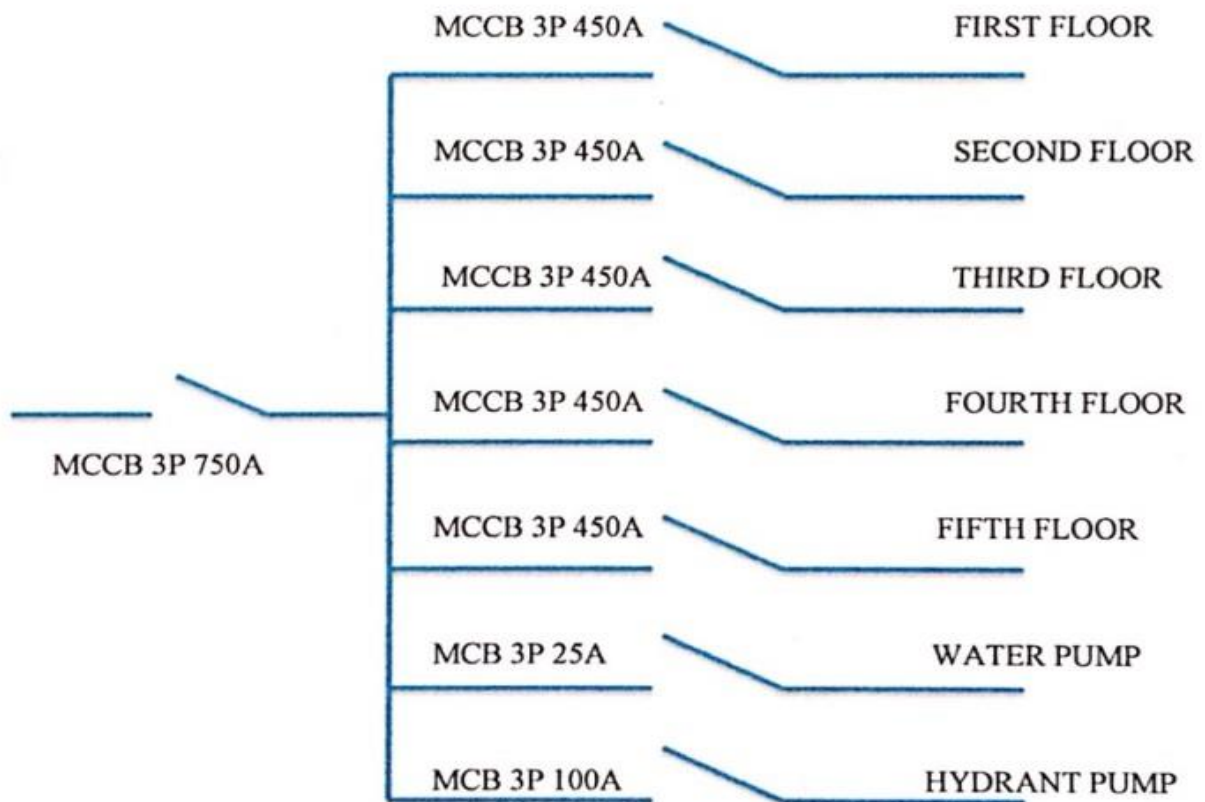 MCCB 3P 450A FIRST FLOOR
MCCB 3P 450A SECOND FLOOR
MCCB 3P 450A THIRD FLOOR
MCCB 3P 450A FOURTH FLOOR
MCCB 3P 750A
MCCB 3P 450A FIFTH FLOOR
MCB 3P 25A WATER PUMP
MCB 3P 100A HYDRANT PUMP